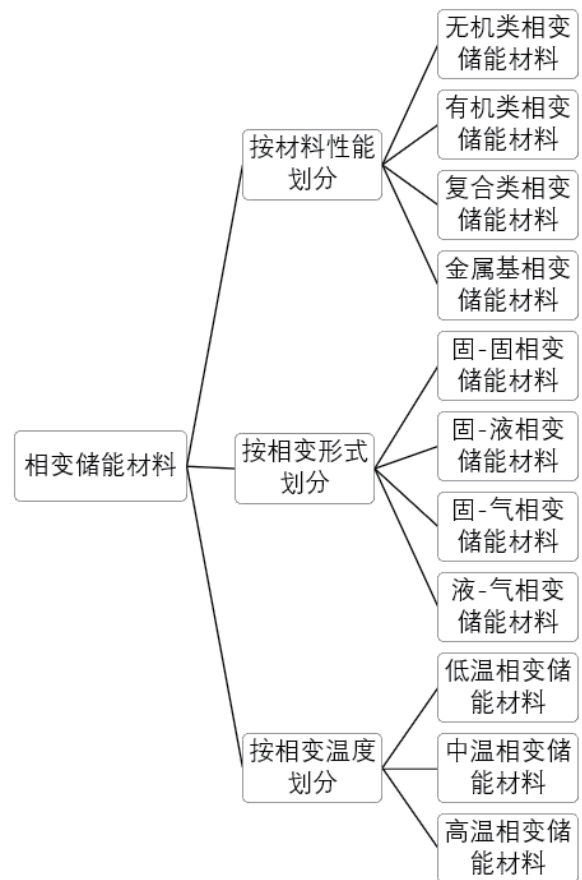 相变储能材料
按材料性能
划分
无机类相变
储能材料
有机类相变
储能材料
复合类相变
储能材料
金属基相变
储能材料
按相变形式
划分
固-固相变
储能材料
固-液相变
储能材料
固-气相变
储能材料
液-气相变
储能材料
按相变温度
划分
低温相变储
能材料
中温相变储
能材料
高温相变储
能材料